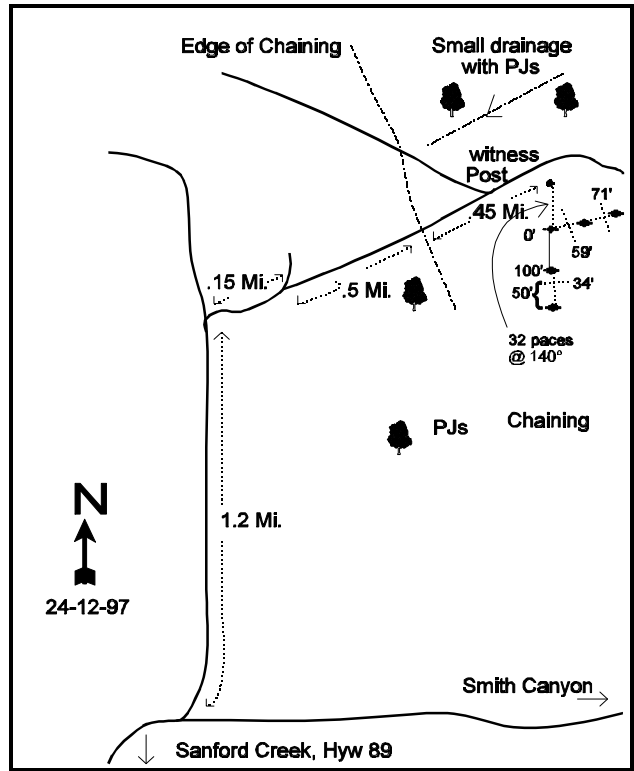 Edge of Chaining
Small drainage
with PJs
witness
Post
71'
.45 Mi.
0'
59'
.15 Mi.
.5 Mi.
100'
50'{
34'
32 paces
@ 140°
PJs
Chaining
N
1.2 Mi.
24-12-97
Smith Canyon
Sanford Creek, Hyw 89